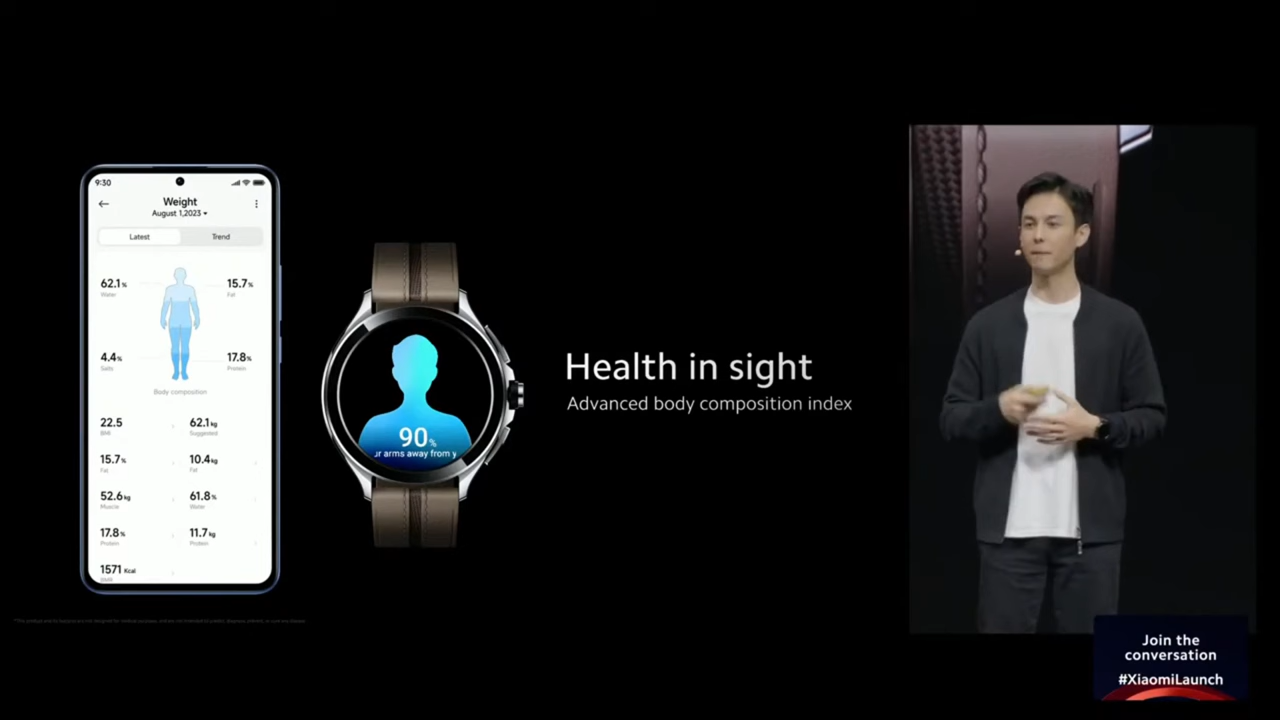 9:30
Weight
August 1,2023
Latest
Trend
62.1%
Water
15.7%
Fat
4.4%
Salts
17.8%
Protein
Body composition
22.5
BMI
62.1kg
Suggested
15.7%
Fat
10.4kg
Fat
52.6kg
Muscle
61.8%
Water
17.8%
Protein
11.7kg
Protein
1571 Kcal
90%
ur arms away from y
Health in sight
Advanced body composition index
Join the
conversation
#XiaomiLaunch